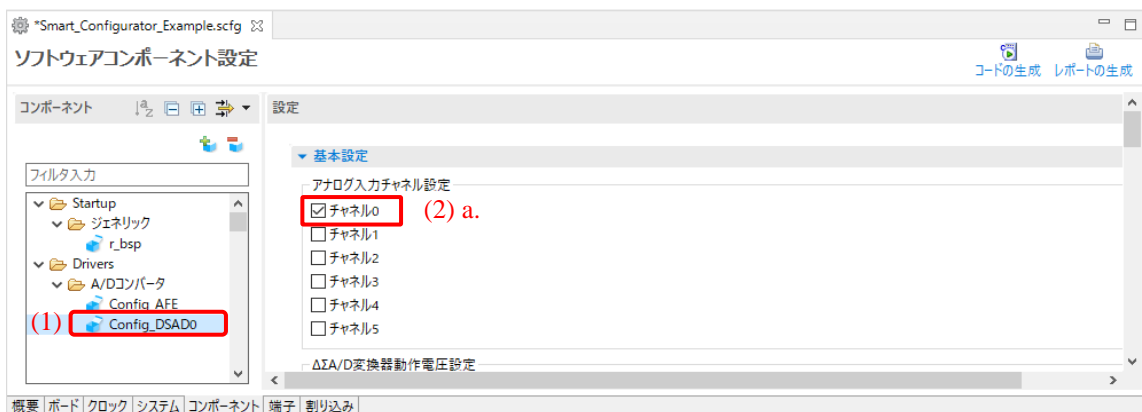 *Smart_Configurator_Example.scfg
ソフトウェアコンポーネント設定
コードの生成 レポートの生成
コンポーネント
設定
フィルタ入力
Startup
ジェネリック
r_bsp
Drivers
A/Dコンバータ
Config_AFE
(1) Config_DSAD0
基本設定
アナログ入力チャネル設定
チャネル0 (2) a.
チャネル1
チャネル2
チャネル3
チャネル4
チャネル5
ΔΣA/D変換器動作電圧設定
概要 ボード クロック システム コンポーネント 端子 割り込み